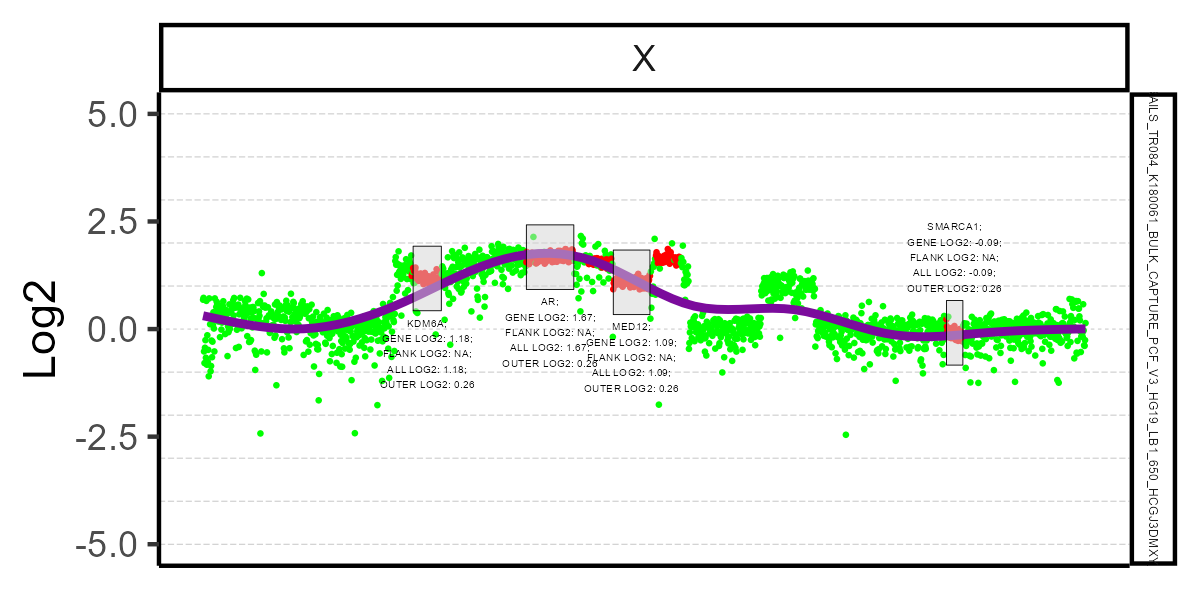 X
Log2
5.0
2.5
0.0
-2.5
-5.0
KDM6A;
GENE LOG2: 1.18;
FLANK LOG2: NA;
ALL LOG2: 1.18;
OUTER LOG2: 0.26
AR;
GENE LOG2: 1.67;
FLANK LOG2: NA;
ALL LOG2: 1.67;
OUTER LOG2: 0.26
MED12;
GENE LOG2: 1.09;
FLANK LOG2: NA;
ALL LOG2: 1.09;
OUTER LOG2: 0.26
SMARCA1;
GENE LOG2: -0.09;
FLANK LOG2: NA;
ALL LOG2: -0.09;
OUTER LOG2: 0.26
AILS_TR084_K180061_BULK_CAPTURE_PCF_V3_HG19_LB1_650_HCGJ3DMXY